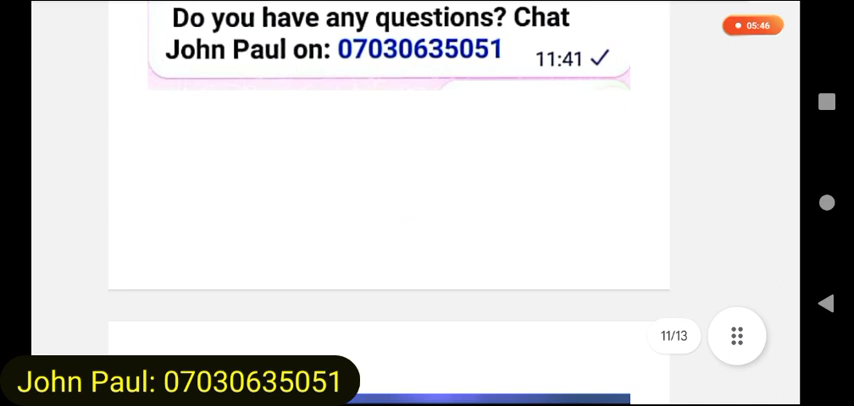 Do you have any questions? Chat
John Paul on: 07030635051
11:41
05:46
11/13
John Paul: 07030635051